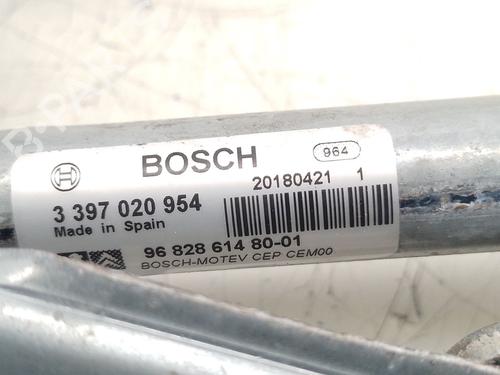 BOSCH
964
3 397 020 954
Made in Spain
20180421 1
96 828 614 80-01
BOSCH-MOTEV CEP CEM00